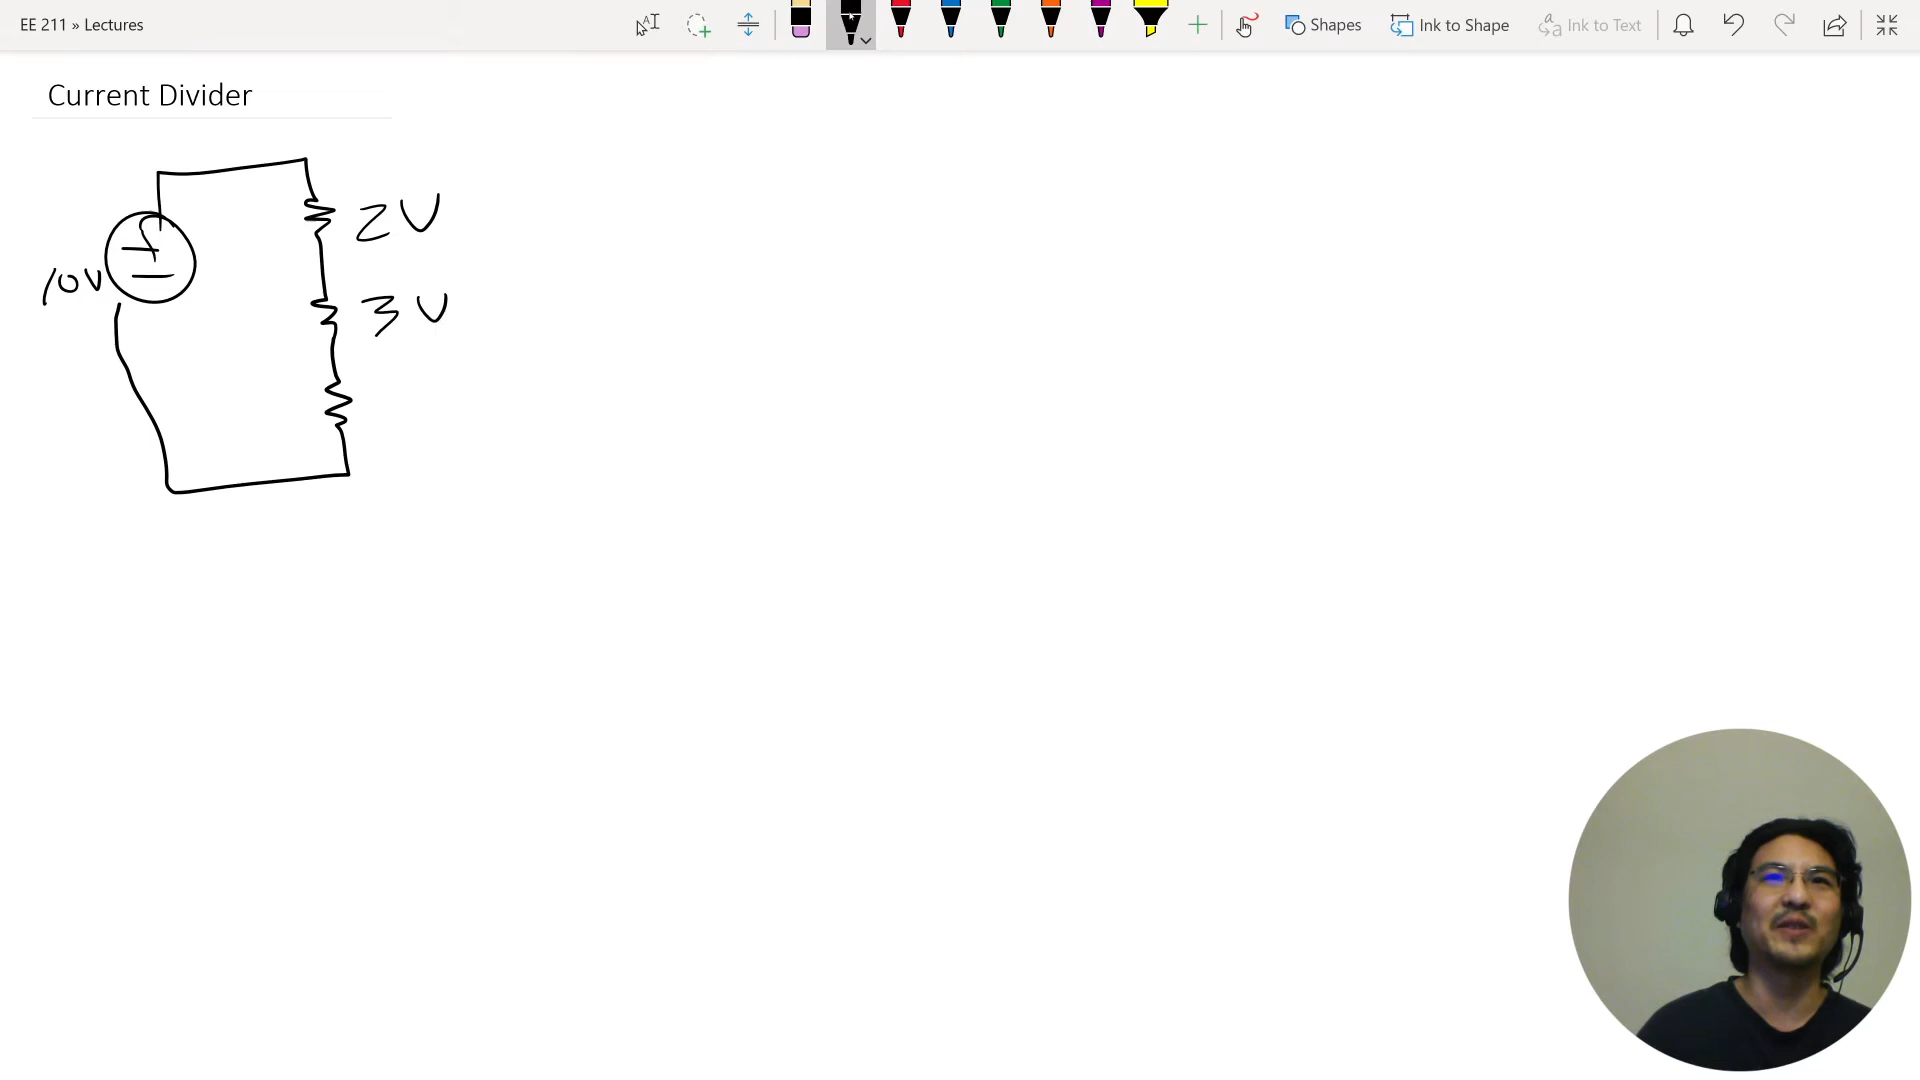 EE 211 » Lectures
Shapes
Ink to Shape
Ink to Text
Current Divider
2V
10V
3V